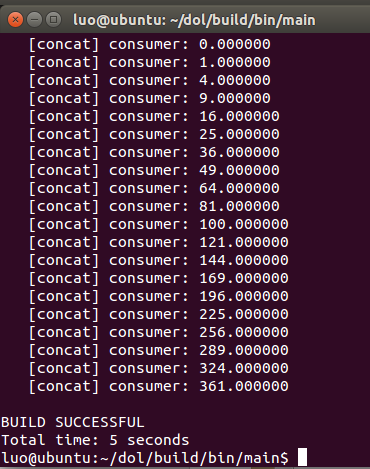 luo@ubuntu: ~/dol/build/bin/main
[concat] consumer: 0.000000
[concat] consumer: 1.000000
[concat] consumer: 4.000000
[concat] consumer: 9.000000
[concat] consumer: 16.000000
[concat] consumer: 25.000000
[concat] consumer: 36.000000
[concat] consumer: 49.000000
[concat] consumer: 64.000000
[concat] consumer: 81.000000
[concat] consumer: 100.000000
[concat] consumer: 121.000000
[concat] consumer: 144.000000
[concat] consumer: 169.000000
[concat] consumer: 196.000000
[concat] consumer: 225.000000
[concat] consumer: 256.000000
[concat] consumer: 289.000000
[concat] consumer: 324.000000
[concat] consumer: 361.000000
BUILD SUCCESSFUL
Total time: 5 seconds
luo@ubuntu:~/dol/build/bin/main$